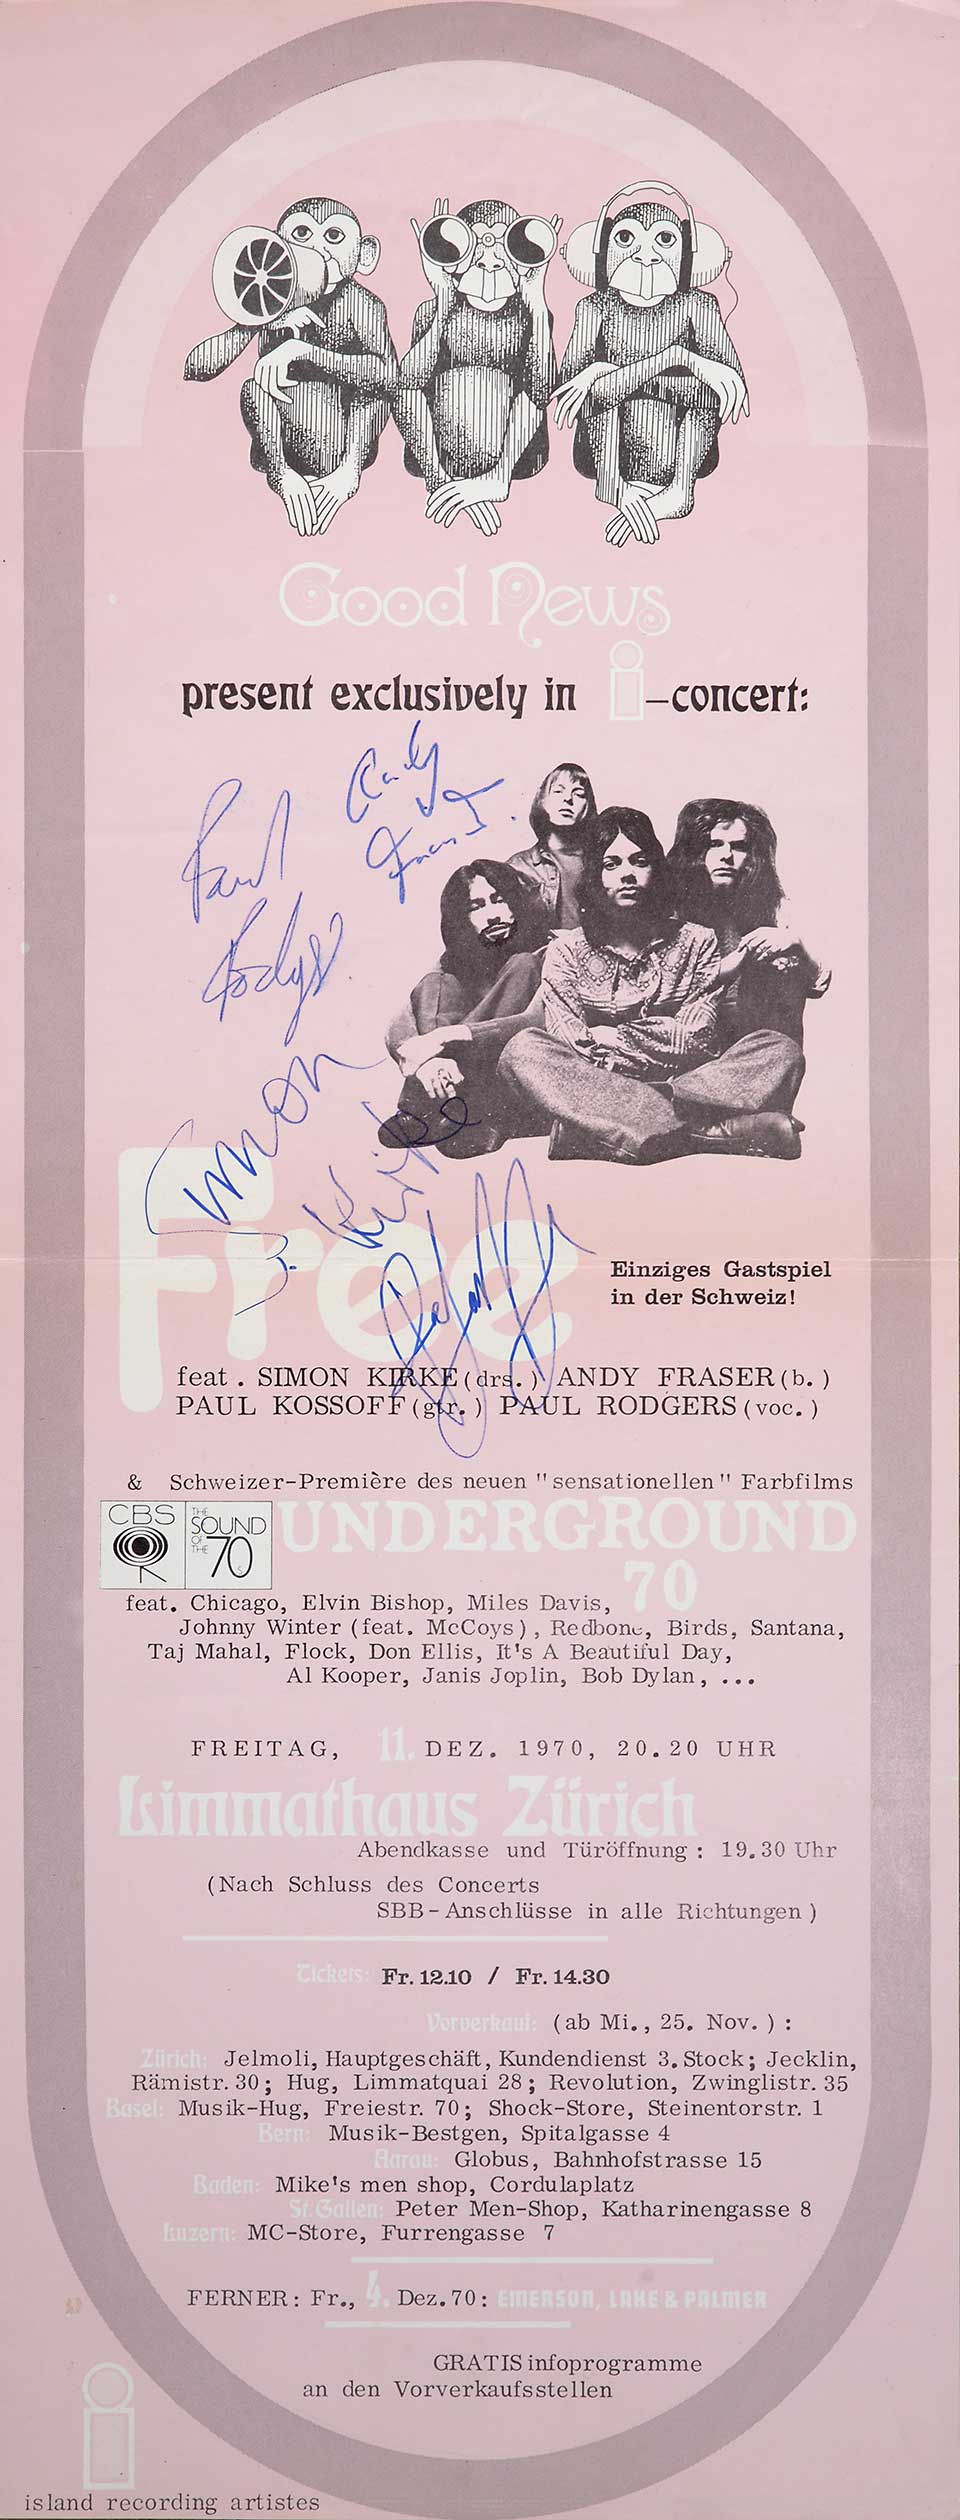 Good News
present exclusively in i-concert:
Paul
Rodgers.
Andy
Fraser.
Simon
Kirke
Free
Einziges Gastspiel
in der Schweiz!
feat. SIMON KIRKE (drs.) ANDY FRASER (b.)
PAUL KOSSOFF (gtr.) PAUL RODGERS (voc.)
& Schweizer-Première des neuen "sensationellen" Farbfilms
CBS THE SOUND OF THE 70s UNDERGROUND
70
feat. Chicago, Elvin Bishop, Miles Davis,
Johnny Winter (feat. McCoys), Redbone, Birds, Santana,
Taj Mahal, Flock, Don Ellis, It's A Beautiful Day,
Al Kooper, Janis Joplin, Bob Dylan, ...
FREITAG, 11. DEZ. 1970, 20.20 UHR
Limmathaus Zürich
Abendkasse und Türöffnung: 19.30 Uhr
(Nach Schluss des Concerts
SBB-Anschlüsse in alle Richtungen)
Tickets: Fr. 12.10 / Fr. 14.30
Vorverkauf: (ab Mi., 25. Nov.):
Zürich: Jelmoli, Hauptgeschäft, Kundendienst 3. Stock; Jecklin,
Rämistr. 30; Hug, Limmatquai 28; Revolution, Zwinglistr. 35
Basel: Musik-Hug, Freiestr. 70; Shock-Store, Steinentorstr. 1
Bern: Musik-Bestgen, Spitalgasse 4
Aarau: Globus, Bahnhofstrasse 15
Baden: Mike's men shop, Cordulaplatz
St. Gallen: Peter Men-Shop, Katharinengasse 8
Luzern: MC-Store, Furrengasse 7
FERNER: Fr., 4. Dez. 70: EMERSON, LAKE & PALMER
GRATIS infoprogramme
an den Vorverkaufsstellen
i
island recording artistes